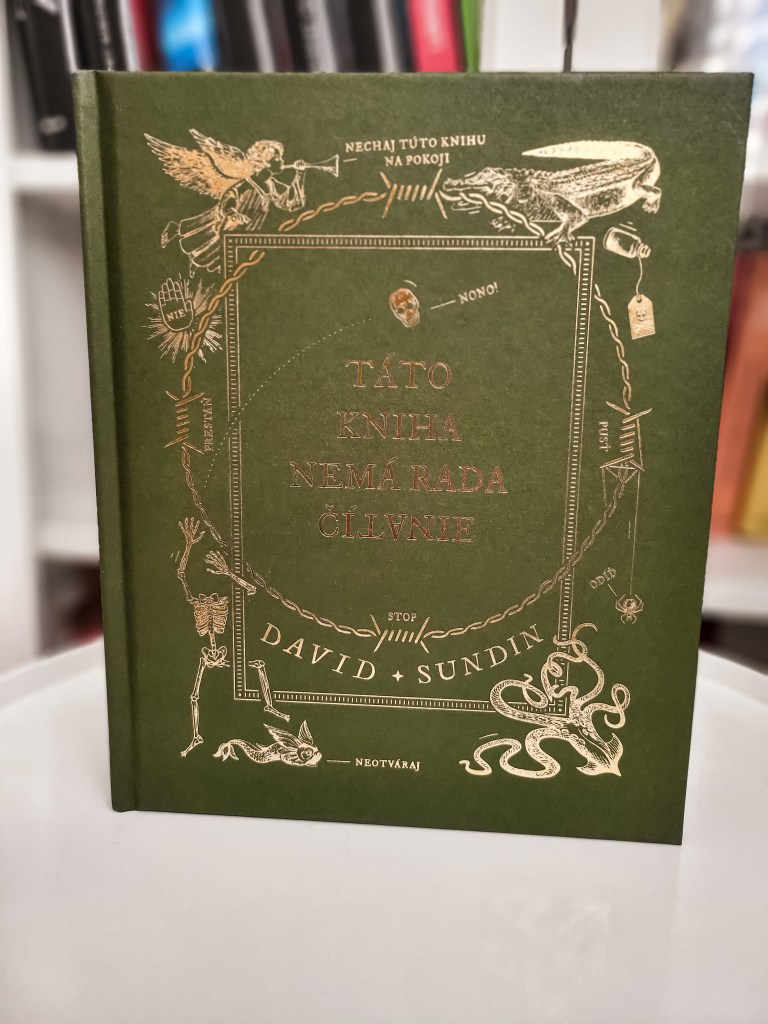 NECHAJ TÚTO KNIHU
NA POKOJI
NIE
NONO!
TÁTO
KNIHA
NEMÁ RADA
ČÍTANIE
PRESTAŇ
PUSŤ
ODÍĎ
STOP
DAVID ✦ SUNDIN
NEOTVÁRAJ